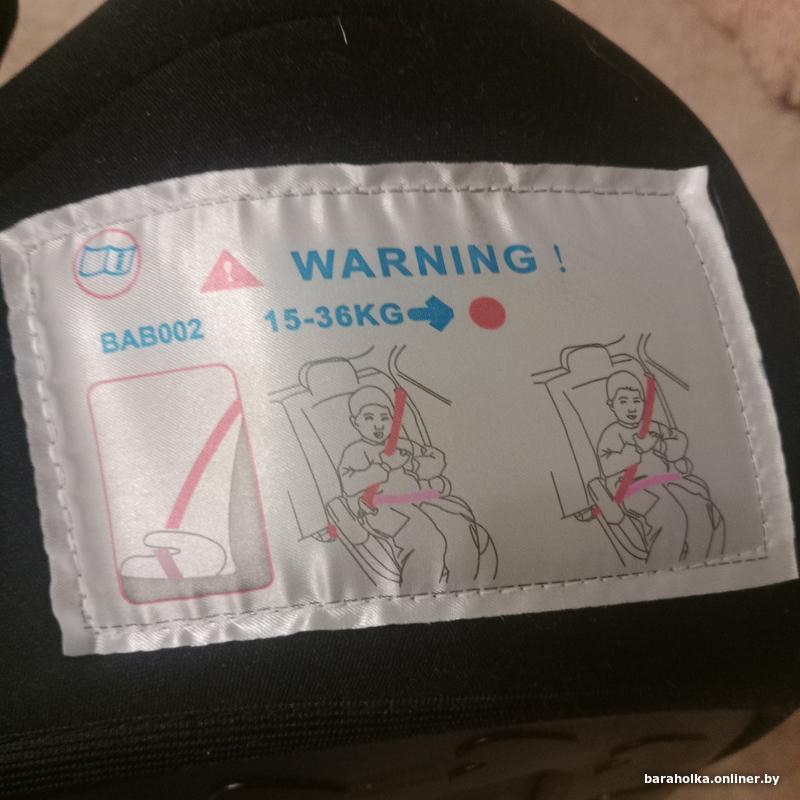 WARNING !
BAB002 15-36KG
baraholka.onliner.by